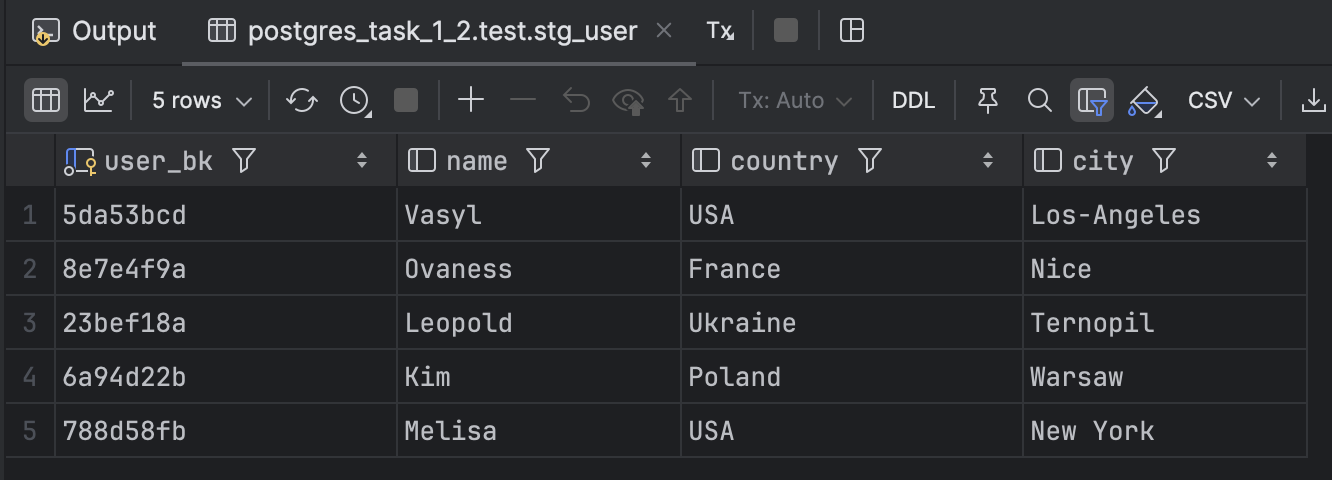 Output postgres_task_1_2.test.stg_user Tx
5 rows Tx: Auto DDL CSV
user_bk name country city
1 5da53bcd Vasyl USA Los-Angeles
2 8e7e4f9a Ovaness France Nice
3 23bef18a Leopold Ukraine Ternopil
4 6a94d22b Kim Poland Warsaw
5 788d58fb Melisa USA New York